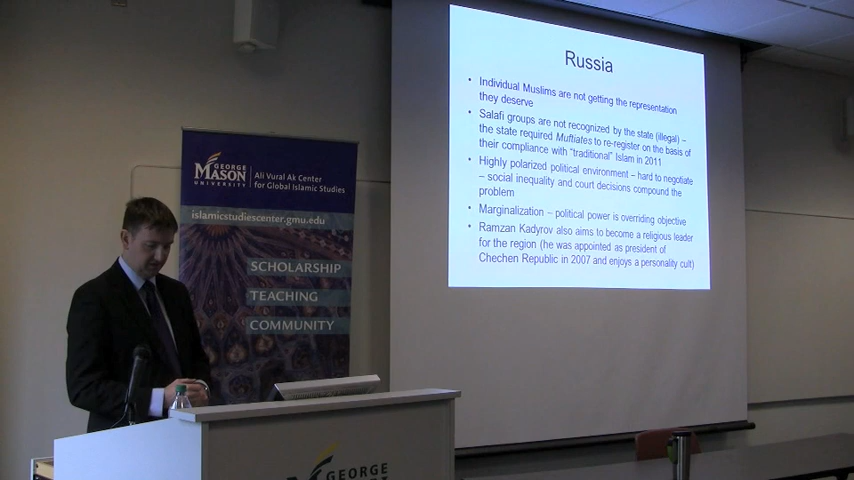 Russia
• Individual Muslims are not getting the representation
they deserve
• Salafi groups are not recognized by the state (illegal) –
the state required Muftiates to re-register on the basis of
their compliance with “traditional” Islam in 2011
• Highly polarized political environment – hard to negotiate
– social inequality and court decisions compound the
problem
• Marginalization – political power is overriding objective
• Ramzan Kadyrov also aims to become a religious leader
for the region (he was appointed as president of
Chechen Republic in 2007 and enjoys a personality cult)
GEORGE
MASON
UNIVERSITY
Ali Vural Ak Center
for Global Islamic Studies
islamicstudiescenter.gmu.edu
SCHOLARSHIP
TEACHING
COMMUNITY
GEORGE